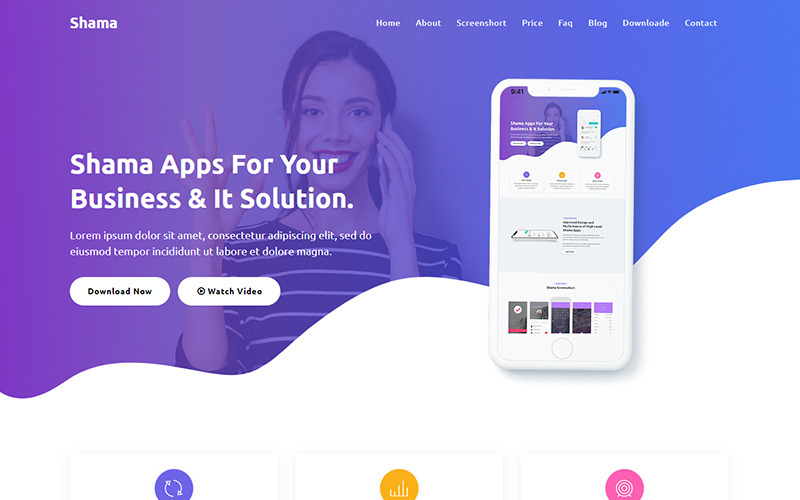 Shama
Home About Screenshort Price Faq Blog Downloade Contact
Shama Apps For Your
Business & It Solution.
Lorem ipsum dolor sit amet, consectetur adipiscing elit, sed do
eiusmod tempor incididunt ut labore et dolore magna.
Download Now
Watch Video
9:41
Shama Apps For Your
Business & It Solution.
Improved Design and
Performance of High Level
Shama Apps
Shama Screenshort